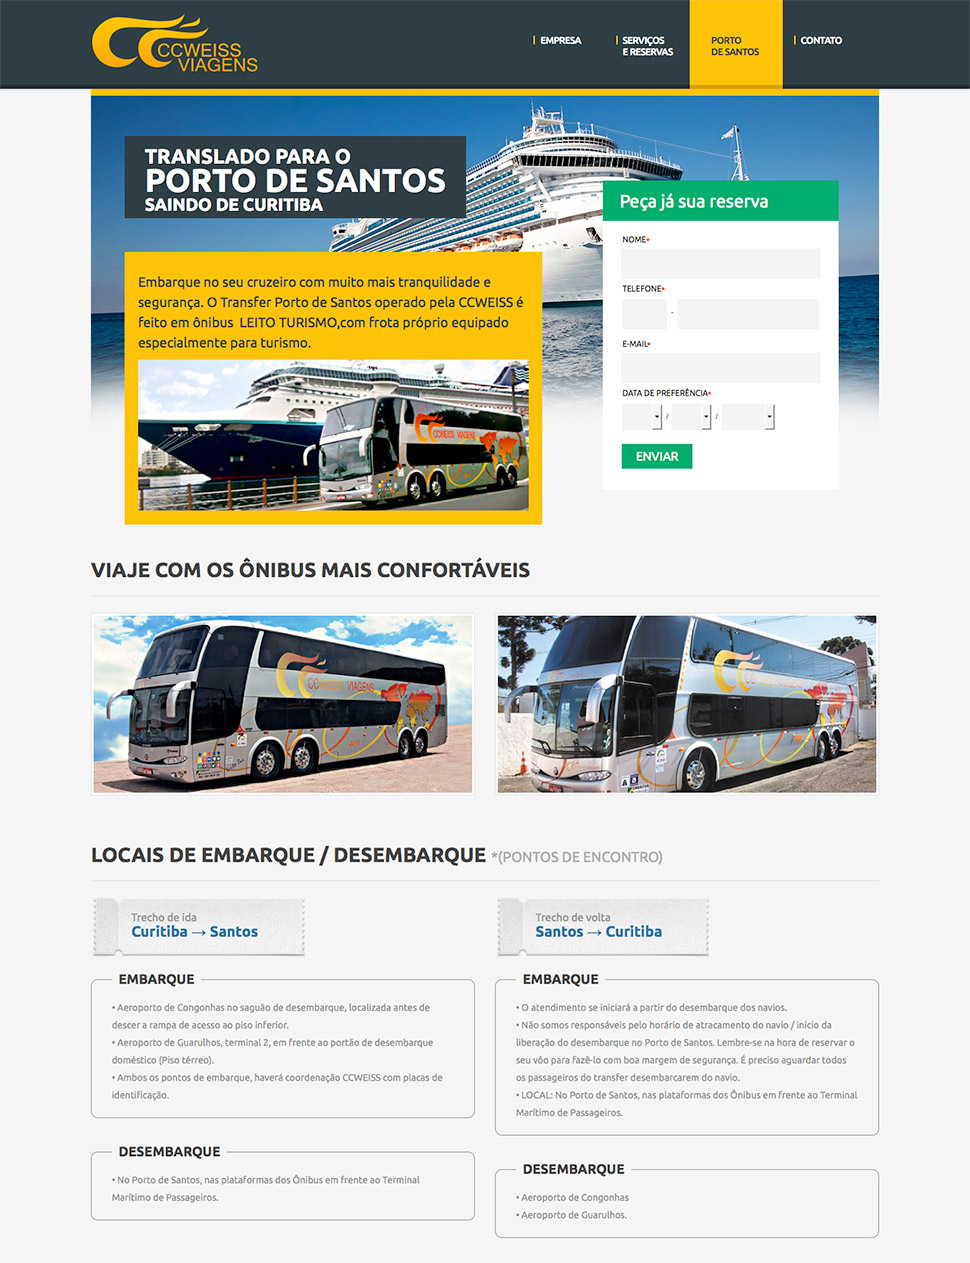 CCWEISS
VIAGENS
EMPRESA
SERVIÇOS
E RESERVAS
PORTO
DE SANTOS
CONTATO
TRANSLADO PARA O
PORTO DE SANTOS
SAINDO DE CURITIBA
Embarque no seu cruzeiro com muito mais tranquilidade e
segurança. O Transfer Porto de Santos operado pela CCWEISS é
feito em ônibus LEITO TURISMO,com frota próprio equipado
especialmente para turismo.
CCWEISS VIAGENS
Peça já sua reserva
NOME*
TELEFONE*
-
E-MAIL*
DATA DE PREFERÊNCIA*
/ /
ENVIAR
VIAJE COM OS ÔNIBUS MAIS CONFORTÁVEIS
CCWEISS VIAGENS
LOCAIS DE EMBARQUE / DESEMBARQUE *(PONTOS DE ENCONTRO)
Trecho de ida
Curitiba → Santos
EMBARQUE
• Aeroporto de Congonhas no saguão de desembarque, localizada antes de
descer a rampa de acesso ao piso inferior.
• Aeroporto de Guarulhos, terminal 2, em frente ao portão de desembarque
doméstico (Piso térreo).
• Ambos os pontos de embarque, haverá coordenação CCWEISS com placas de
identificação.
DESEMBARQUE
• No Porto de Santos, nas plataformas dos Ônibus em frente ao Terminal
Marítimo de Passageiros.
Trecho de volta
Santos → Curitiba
EMBARQUE
• O atendimento se iniciará a partir do desembarque dos navios.
• Não somos responsáveis pelo horário de atracamento do navio / início da
liberação do desembarque no Porto de Santos. Lembre-se na hora de reservar o
seu vôo para fazê-lo com boa margem de segurança. É preciso aguardar todos
os passageiros do transfer desembarcarem do navio.
• LOCAL: No Porto de Santos, nas plataformas dos Ônibus em frente ao Terminal
Marítimo de Passageiros.
DESEMBARQUE
• Aeroporto de Congonhas
• Aeroporto de Guarulhos.